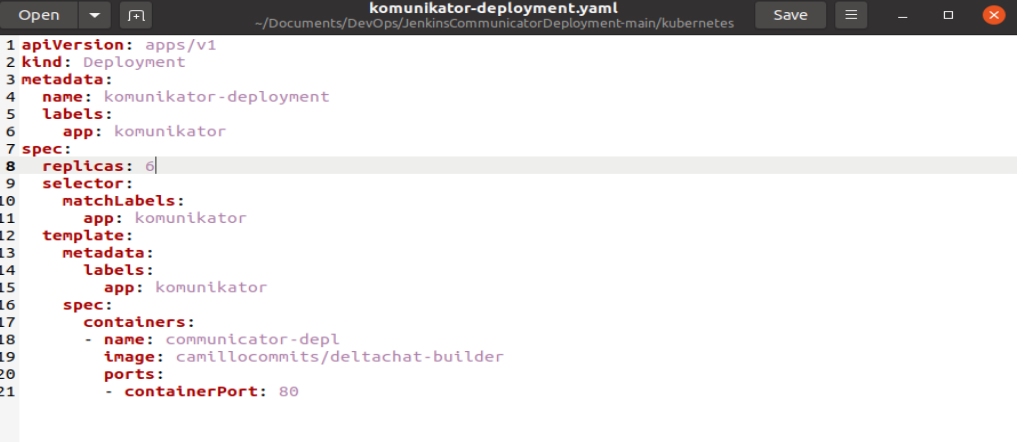 Open
komunikator-deployment.yaml
~/Documents/DevOps/JenkinsCommunicatorDeployment-main/kubernetes
Save
1 apiVersion: apps/v1
2 kind: Deployment
3 metadata:
4   name: komunikator-deployment
5   labels:
6     app: komunikator
7 spec:
8   replicas: 6
9   selector:
10     matchLabels:
11       app: komunikator
12   template:
13     metadata:
14       labels:
15         app: komunikator
16     spec:
17       containers:
18       - name: communicator-depl
19         image: camillocommits/deltachat-builder
20         ports:
21         - containerPort: 80